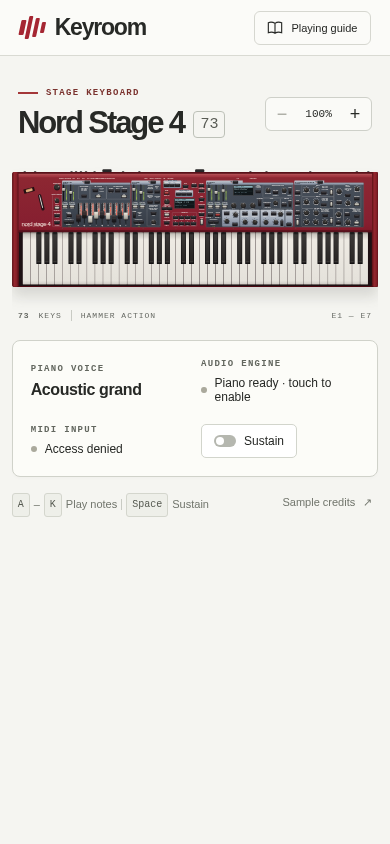 Keyroom
Playing guide
STAGE KEYBOARD
Nord Stage 4 73
− 100% +
nord stage 4
73 KEYS | HAMMER ACTION
E1 — E7
PIANO VOICE
Acoustic grand
AUDIO ENGINE
Piano ready · touch to
enable
MIDI INPUT
Access denied
Sustain
A – K Play notes | Space Sustain
Sample credits ↗